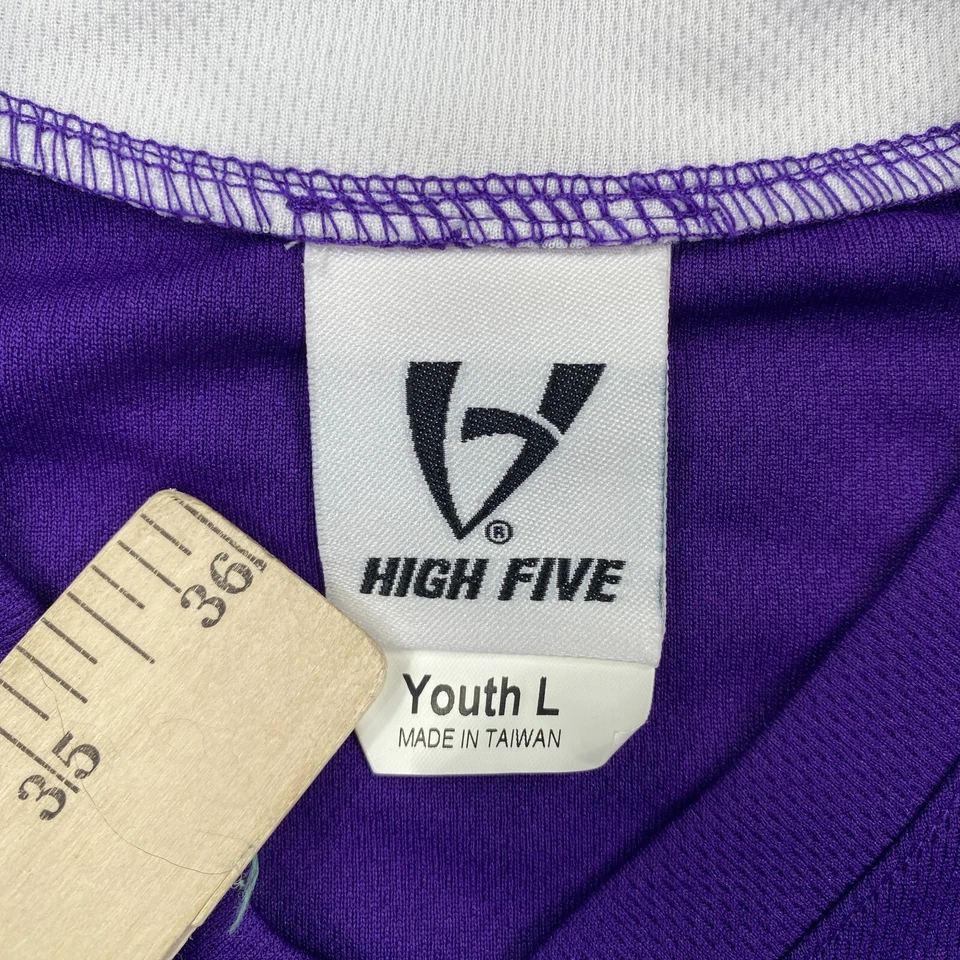 ®
HIGH FIVE
Youth L
MADE IN TAIWAN
36
35